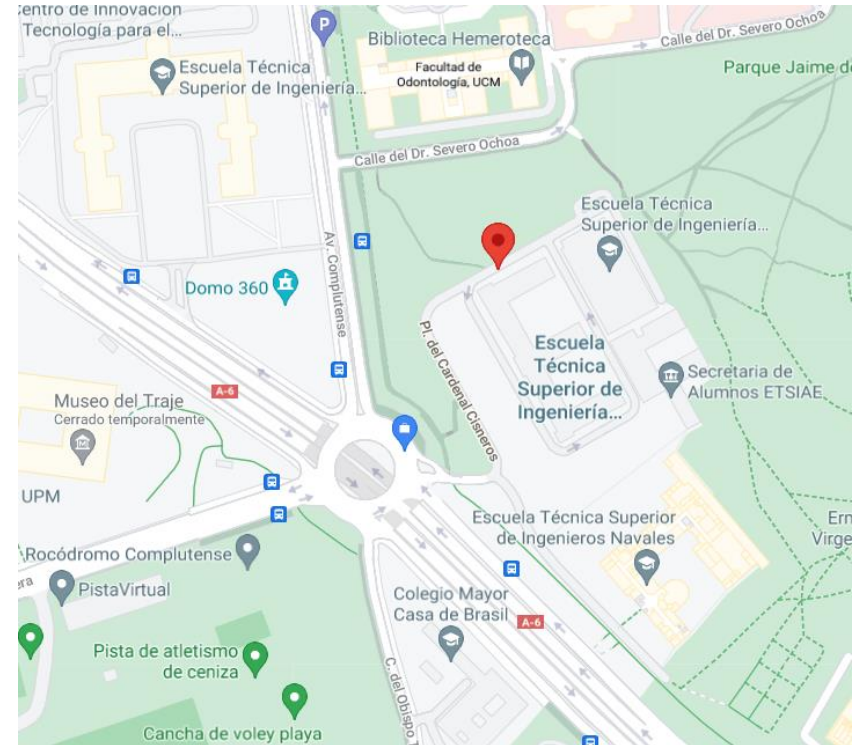 Centro de Innovación
Tecnología para el...
P
Biblioteca Hemeroteca
Calle del Dr. Severo Ochoa
Escuela Técnica
Superior de Ingeniería...
Facultad de
Odontología, UCM
Parque Jaime
Calle del Dr. Severo Ochoa
Escuela Técnica
Superior de Ingeniería...
Av. Complutense
Domo 360
Pl. del Cardenal Cisneros
Escuela
Técnica
Superior de
Ingeniería...
Secretaria de
Alumnos ETSIAE
A-6
Museo del Traje
Cerrado temporalmente
UPM
Escuela Técnica Superior
de Ingenieros Navales
Rocódromo Complutense
PistaVirtual
Colegio Mayor
Casa de Brasil
A-6
Pista de atletismo
de ceniza
C. del Obispo
Cancha de voley playa